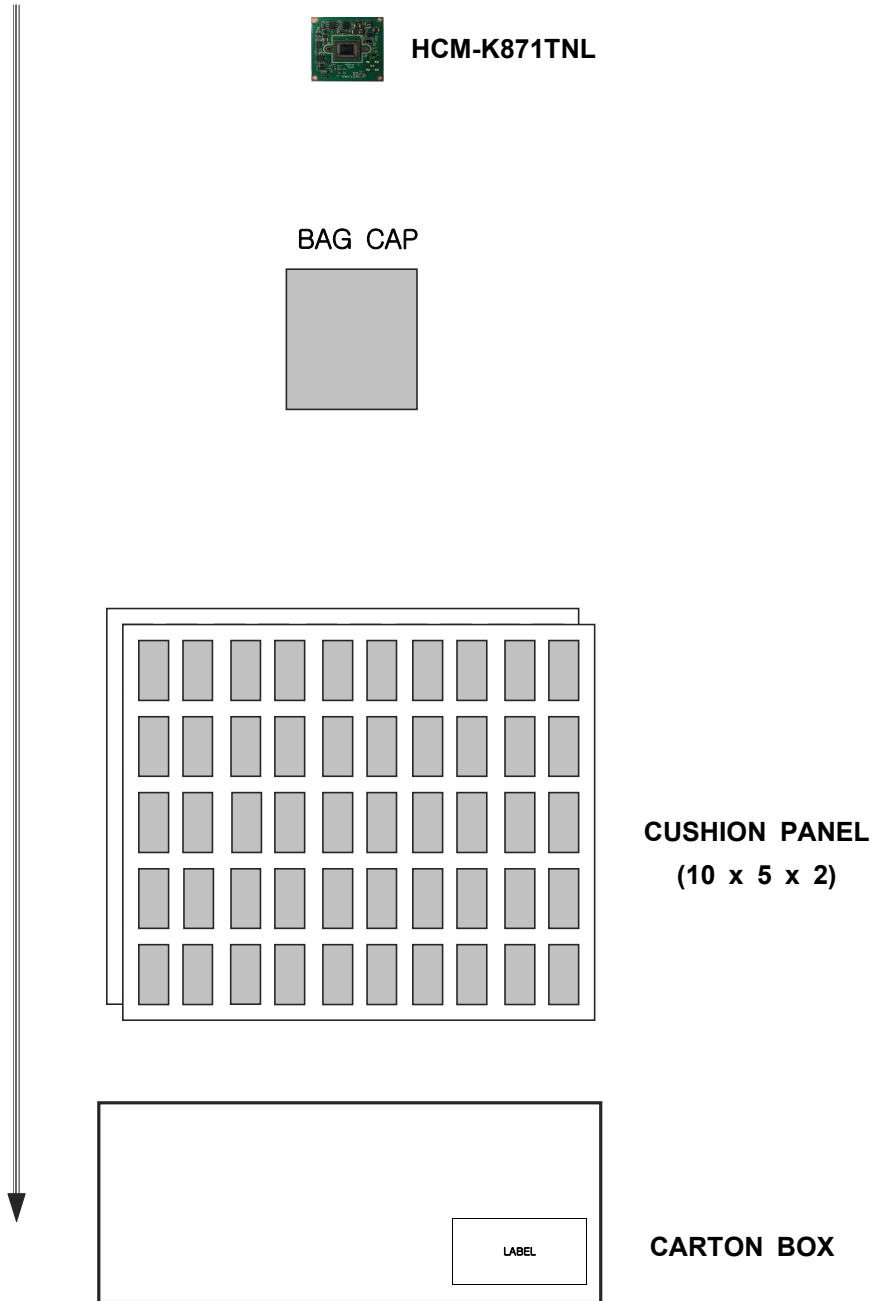 HCM-K871TNL
BAG CAP
CUSHION PANEL
(10 x 5 x 2)
LABEL
CARTON BOX